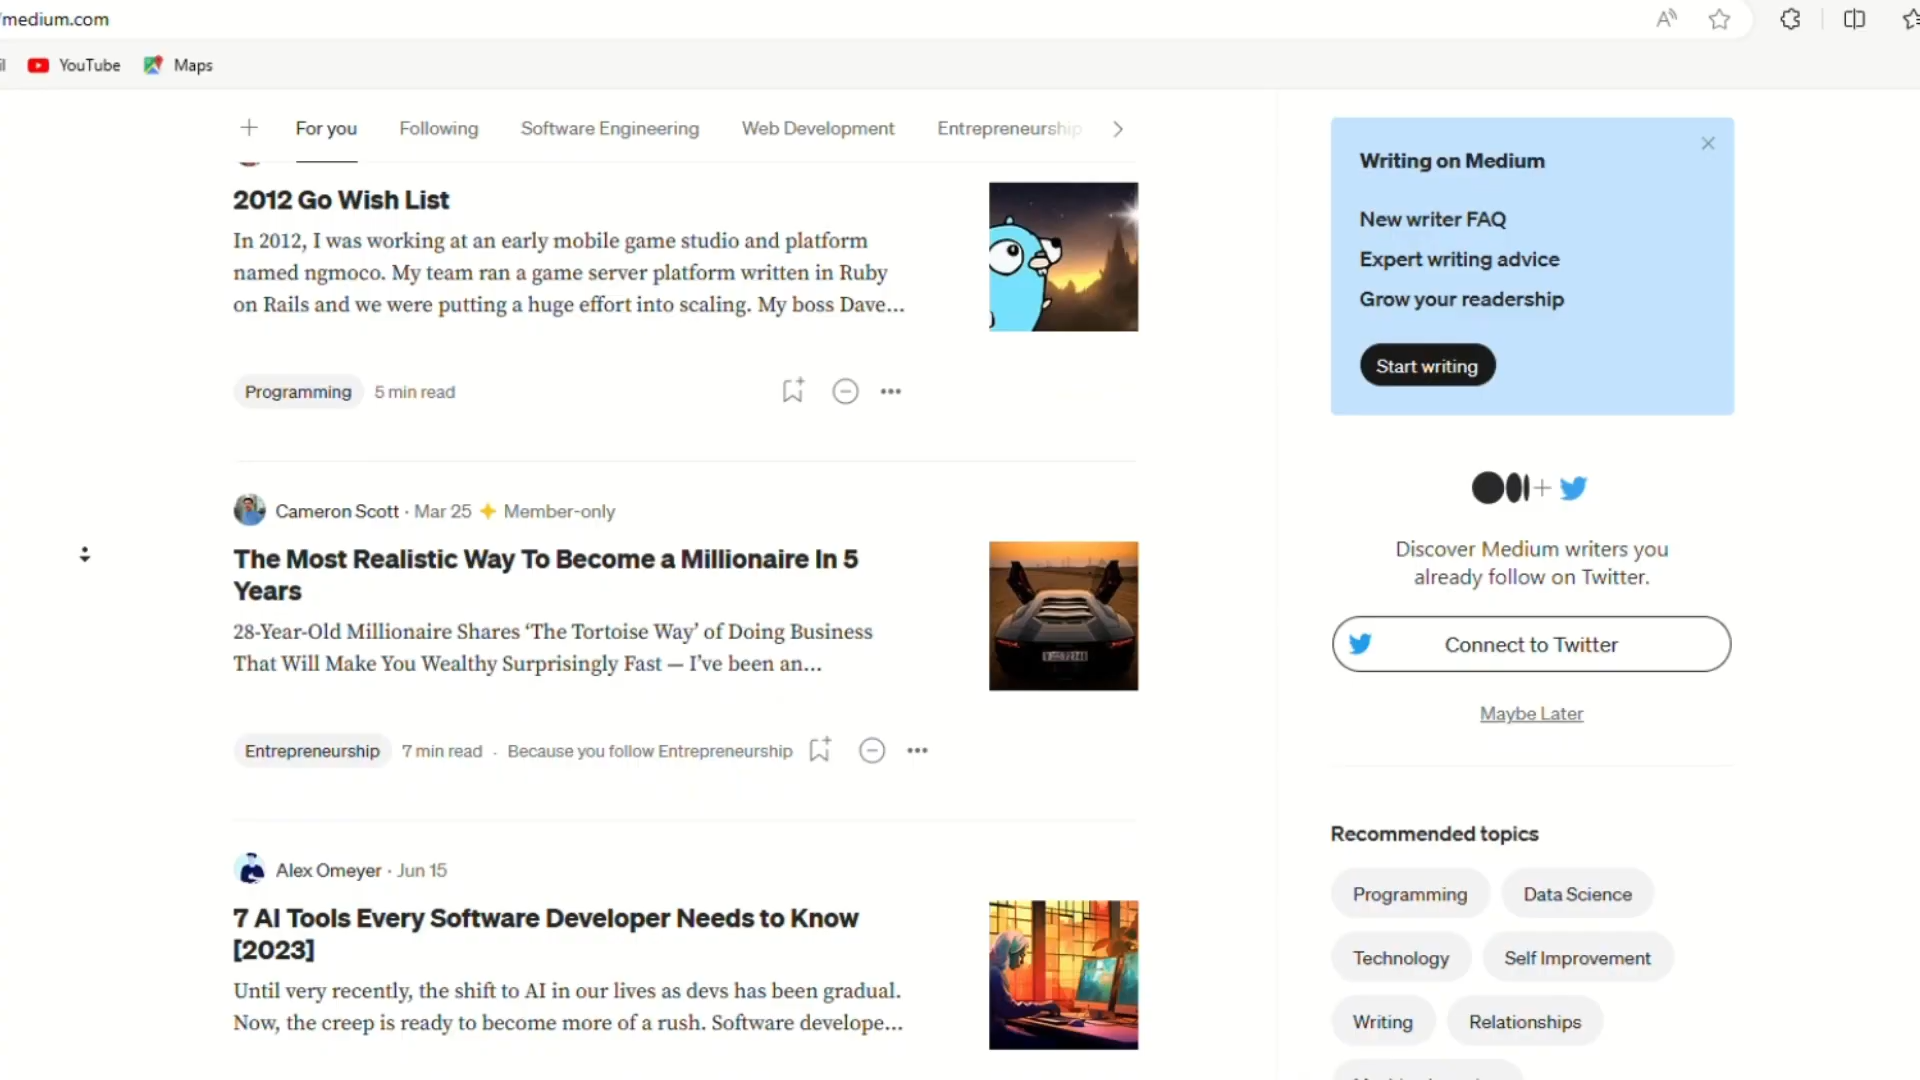 /medium.com
YouTube Maps
For you Following Software Engineering Web Development Entrepreneurship
2012 Go Wish List
In 2012, I was working at an early mobile game studio and platform
named ngmoco. My team ran a game server platform written in Ruby
on Rails and we were putting a huge effort into scaling. My boss Dave...
Programming 5 min read
Cameron Scott · Mar 25 Member-only
The Most Realistic Way To Become a Millionaire In 5
Years
28-Year-Old Millionaire Shares ‘The Tortoise Way’ of Doing Business
That Will Make You Wealthy Surprisingly Fast — I’ve been an...
Entrepreneurship 7 min read · Because you follow Entrepreneurship
Alex Omeyer · Jun 15
7 AI Tools Every Software Developer Needs to Know
[2023]
Until very recently, the shift to AI in our lives as devs has been gradual.
Now, the creep is ready to become more of a rush. Software develope...
Writing on Medium
New writer FAQ
Expert writing advice
Grow your readership
Start writing
Discover Medium writers you
already follow on Twitter.
Connect to Twitter
Maybe Later
Recommended topics
Programming Data Science
Technology Self Improvement
Writing Relationships